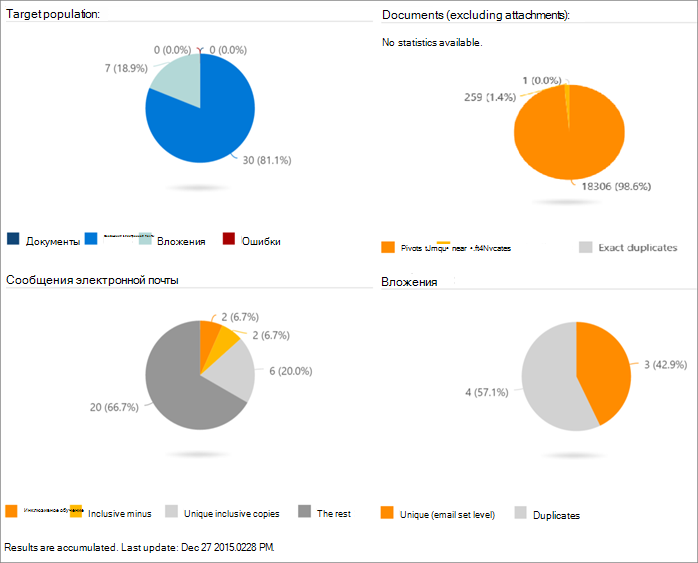 Target population:
Documents (excluding attachments):
No statistics available.
0 (0.0%) 0 (0.0%)
7 (18.9%)
30 (81.1%)
1 (0.0%)
259 (1.4%)
18306 (98.6%)
Документы
Вложения
Ошибки
Pivots
near
Exact duplicates
Сообщения электронной почты
Вложения
2 (6.7%)
2 (6.7%)
6 (20.0%)
20 (66.7%)
3 (42.9%)
4 (57.1%)
Инклюзивное обучение
Inclusive minus
Unique inclusive copies
The rest
Unique (email set level)
Duplicates
Results are accumulated. Last update: Dec 27 2015.0228 PM.